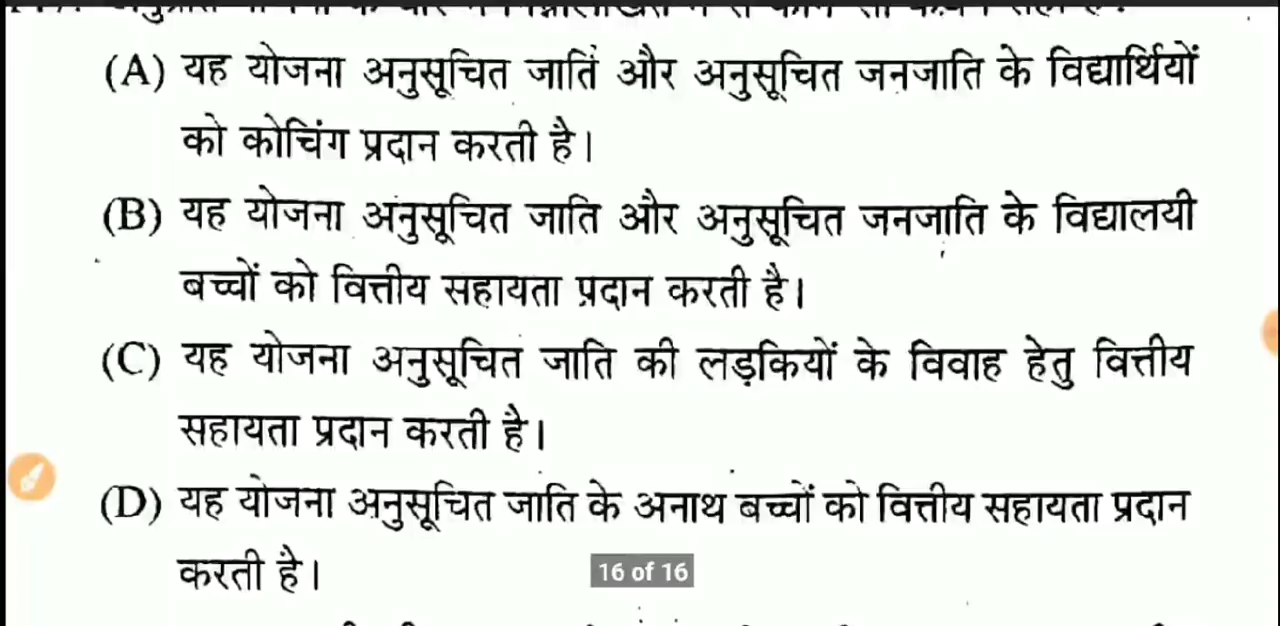 (A) यह योजना अनुसूचित जाति और अनुसूचित जनजाति के विद्यार्थियों
को कोचिंग प्रदान करती है।
(B) यह योजना अनुसूचित जाति और अनुसूचित जनजाति के विद्यालयी
बच्चों को वित्तीय सहायता प्रदान करती है।
(C) यह योजना अनुसूचित जाति की लड़कियों के विवाह हेतु वित्तीय
सहायता प्रदान करती है।
(D) यह योजना अनुसूचित जाति के अनाथ बच्चों को वित्तीय सहायता प्रदान
करती है।
16 of 16